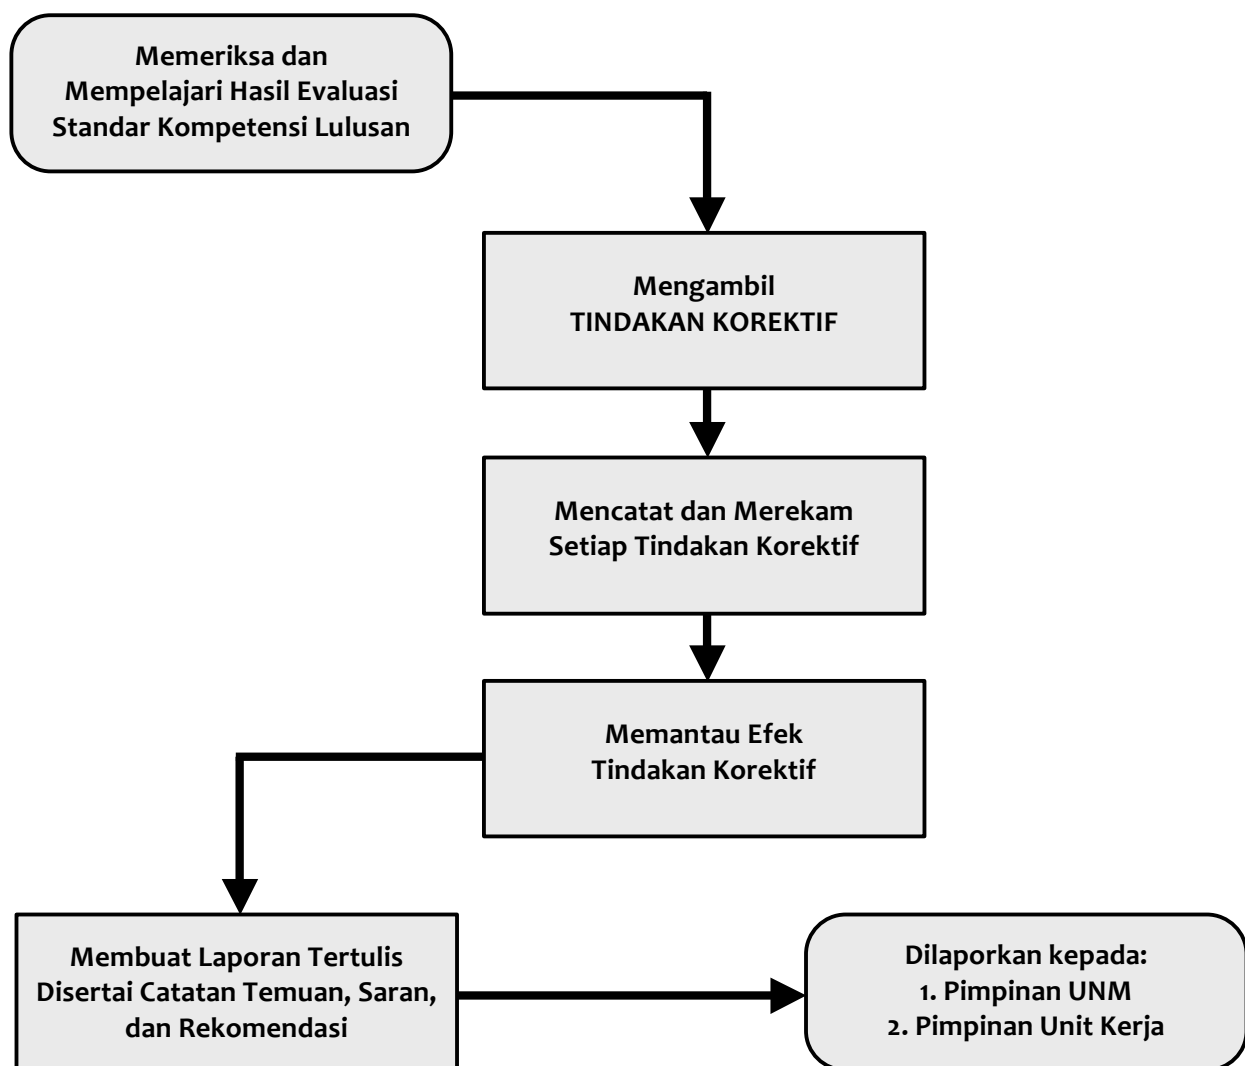 Memeriksa dan
Mempelajari Hasil Evaluasi
Standar Kompetensi Lulusan
Mengambil
TINDAKAN KOREKTIF
Mencatat dan Merekam
Setiap Tindakan Korektif
Memantau Efek
Tindakan Korektif
Membuat Laporan Tertulis
Disertai Catatan Temuan, Saran,
dan Rekomendasi
Dilaporkan kepada:
1. Pimpinan UNM
2. Pimpinan Unit Kerja